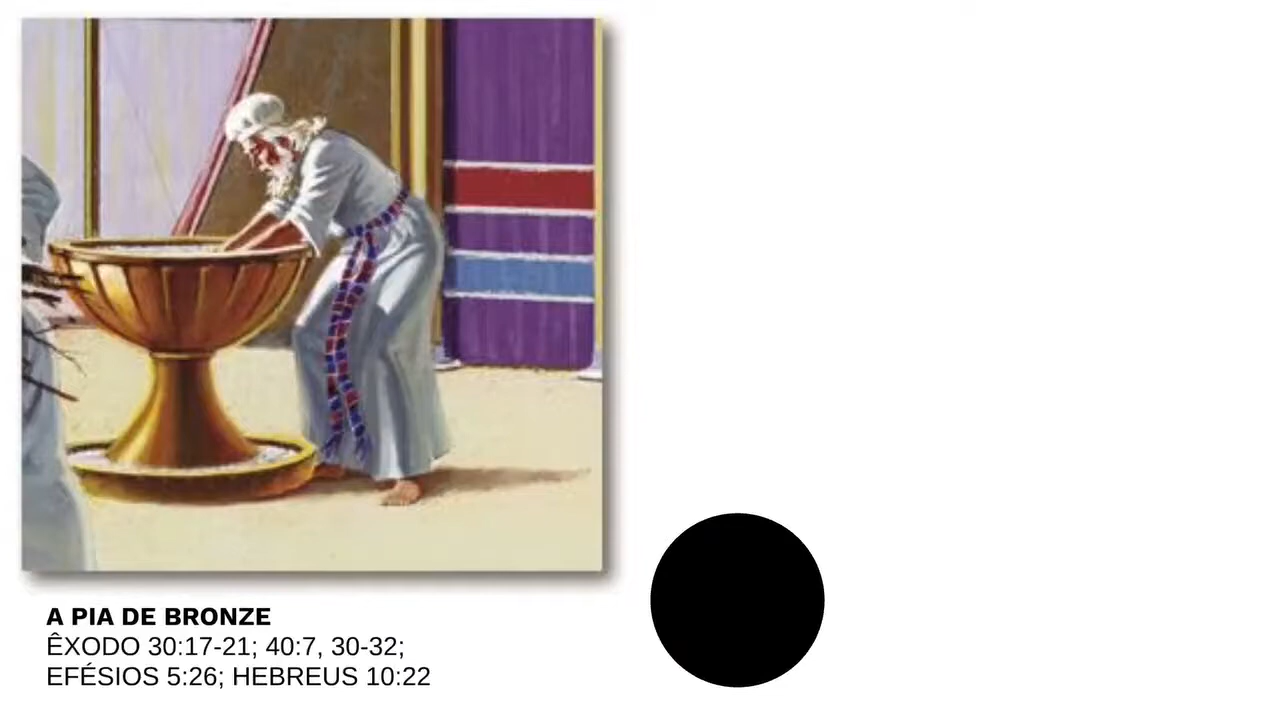 A PIA DE BRONZE
ÊXODO 30:17-21; 40:7, 30-32;
EFÉSIOS 5:26; HEBREUS 10:22